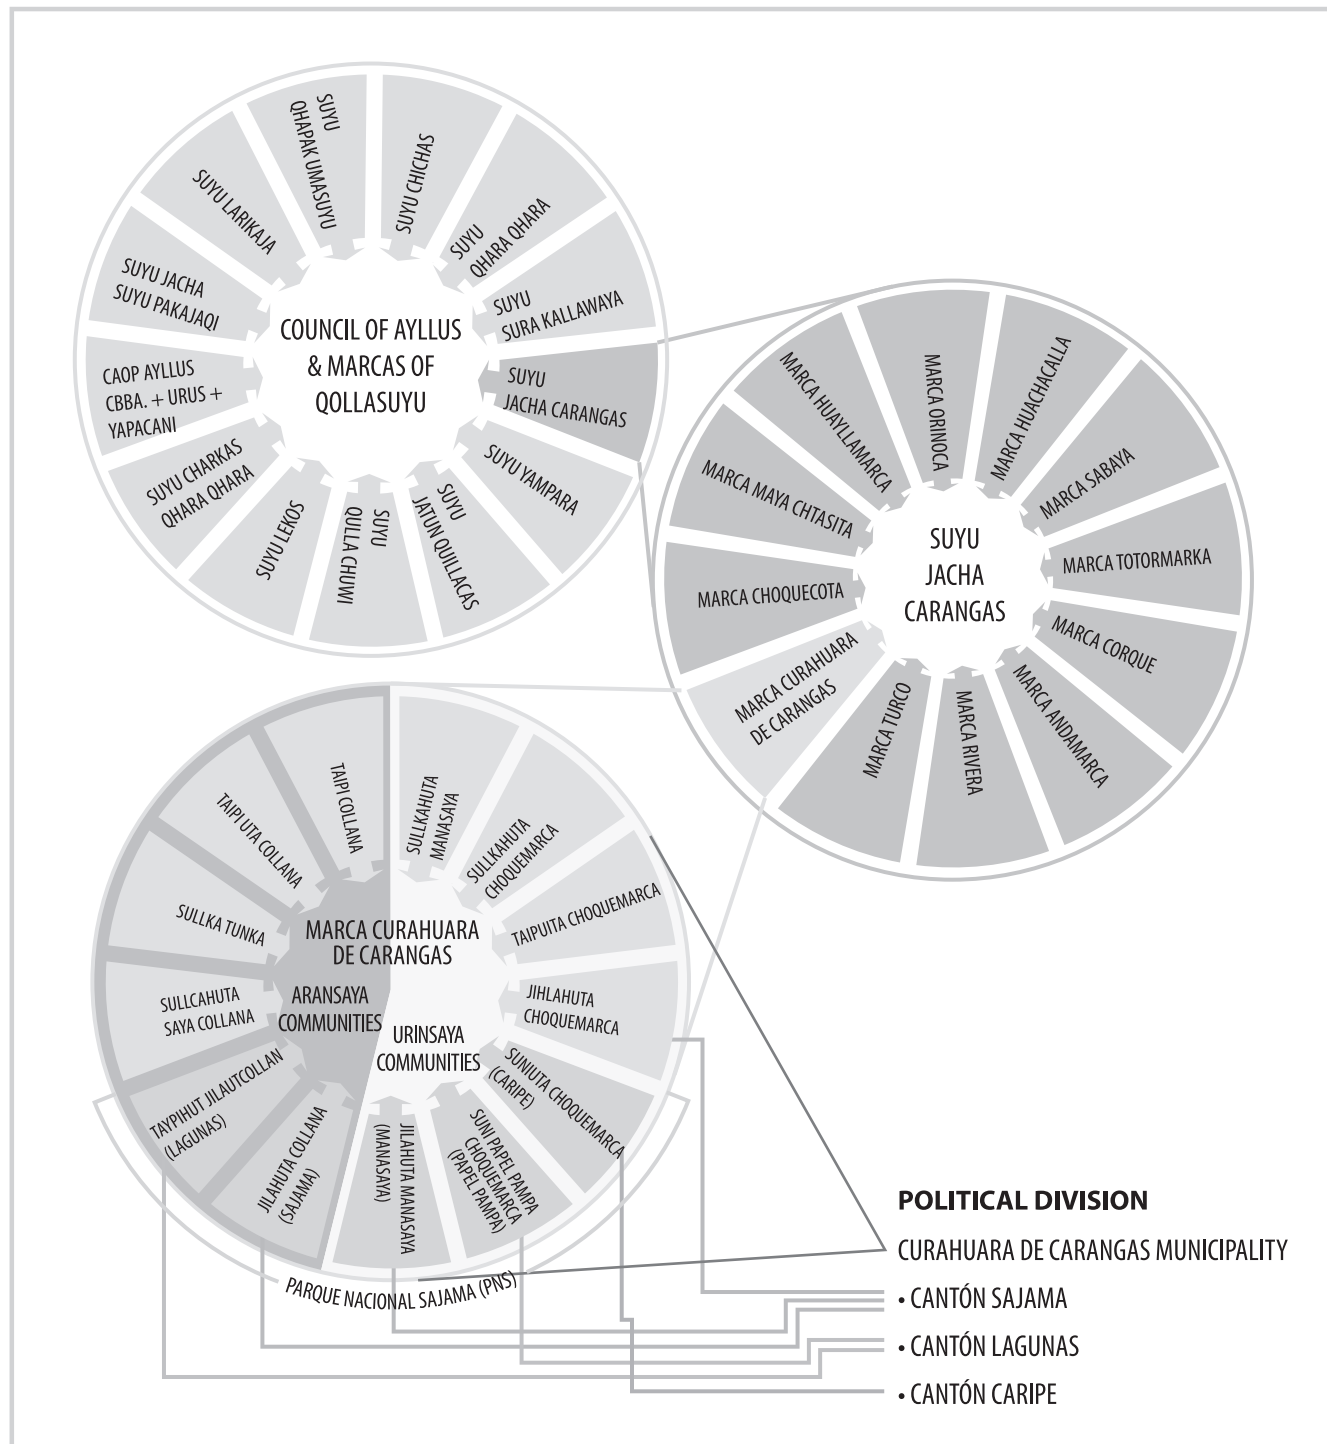 SUYU
QHAPAK UMASUYU
SUYU CHICHAS
SUYU
QHARA QHARA
SUYU
SURA KALLAWAYA
SUYU
JACHA CARANGAS
SUYU YAMPARA
SUYU
JATUN QUILLACAS
SUYU
QUILLA CHUWI
SUYU LEKOS
SUYU CHARKAS
QHARA QHARA
CAOP AYLLUS
CBBA. + URUS +
YAPACANI
SUYU JACHA
SUYU PAKAJAQI
SUYU LARIKAJA
COUNCIL OF AYLLUS
& MARCAS OF
QOLLASUYU
MARCA ORINOCA
MARCA HUACHACALLA
MARCA SABAYA
MARCA TOTORMARKA
MARCA CORQUE
MARCA ANDAMARCA
MARCA RIVERA
MARCA TURCO
MARCA CURAHUARA
DE CARANGAS
MARCA CHOQUECOTA
MARCA MAYA CHTASITA
MARCA HUAYLLAMARCA
SUYU
JACHA
CARANGAS
SULLKAHUTA
MANASAYA
SULLKAHUTA
CHOQUEMARCA
TAIPUITA CHOQUEMARCA
JIHLAHUTA
CHOQUEMARCA
SUNIUTA CHOQUEMARCA
(CARIPE)
SUNI PAPEL PAMPA
CHOQUEMARCA
(PAPEL PAMPA)
JILAHUTA MANASAYA
(MANASAYA)
JILAHUTA COLLANA
(SAJAMA)
TAYPIHUT JILAUTCOLLAN
(LAGUNAS)
SULLCAHUTA
SAYA COLLANA
SULLKA TUNKA
TAIPI UTA COLLANA
TAIPI COLLANA
MARCA CURAHUARA
DE CARANGAS
ARANSAYA
COMMUNITIES
URINSAYA
COMMUNITIES
PARQUE NACIONAL SAJAMA (PNS)
POLITICAL DIVISION
CURAHUARA DE CARANGAS MUNICIPALITY
• CANTÓN SAJAMA
• CANTÓN LAGUNAS
• CANTÓN CARIPE